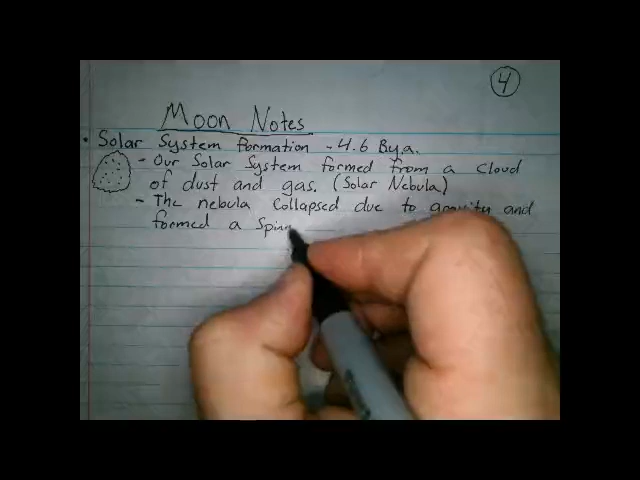 4
Moon Notes
• Solar System formation - 4.6 B.y.a.
- Our Solar System formed from a cloud
of dust and gas. (Solar Nebula)
- The nebula collapsed due to gravity and
formed a Spinn